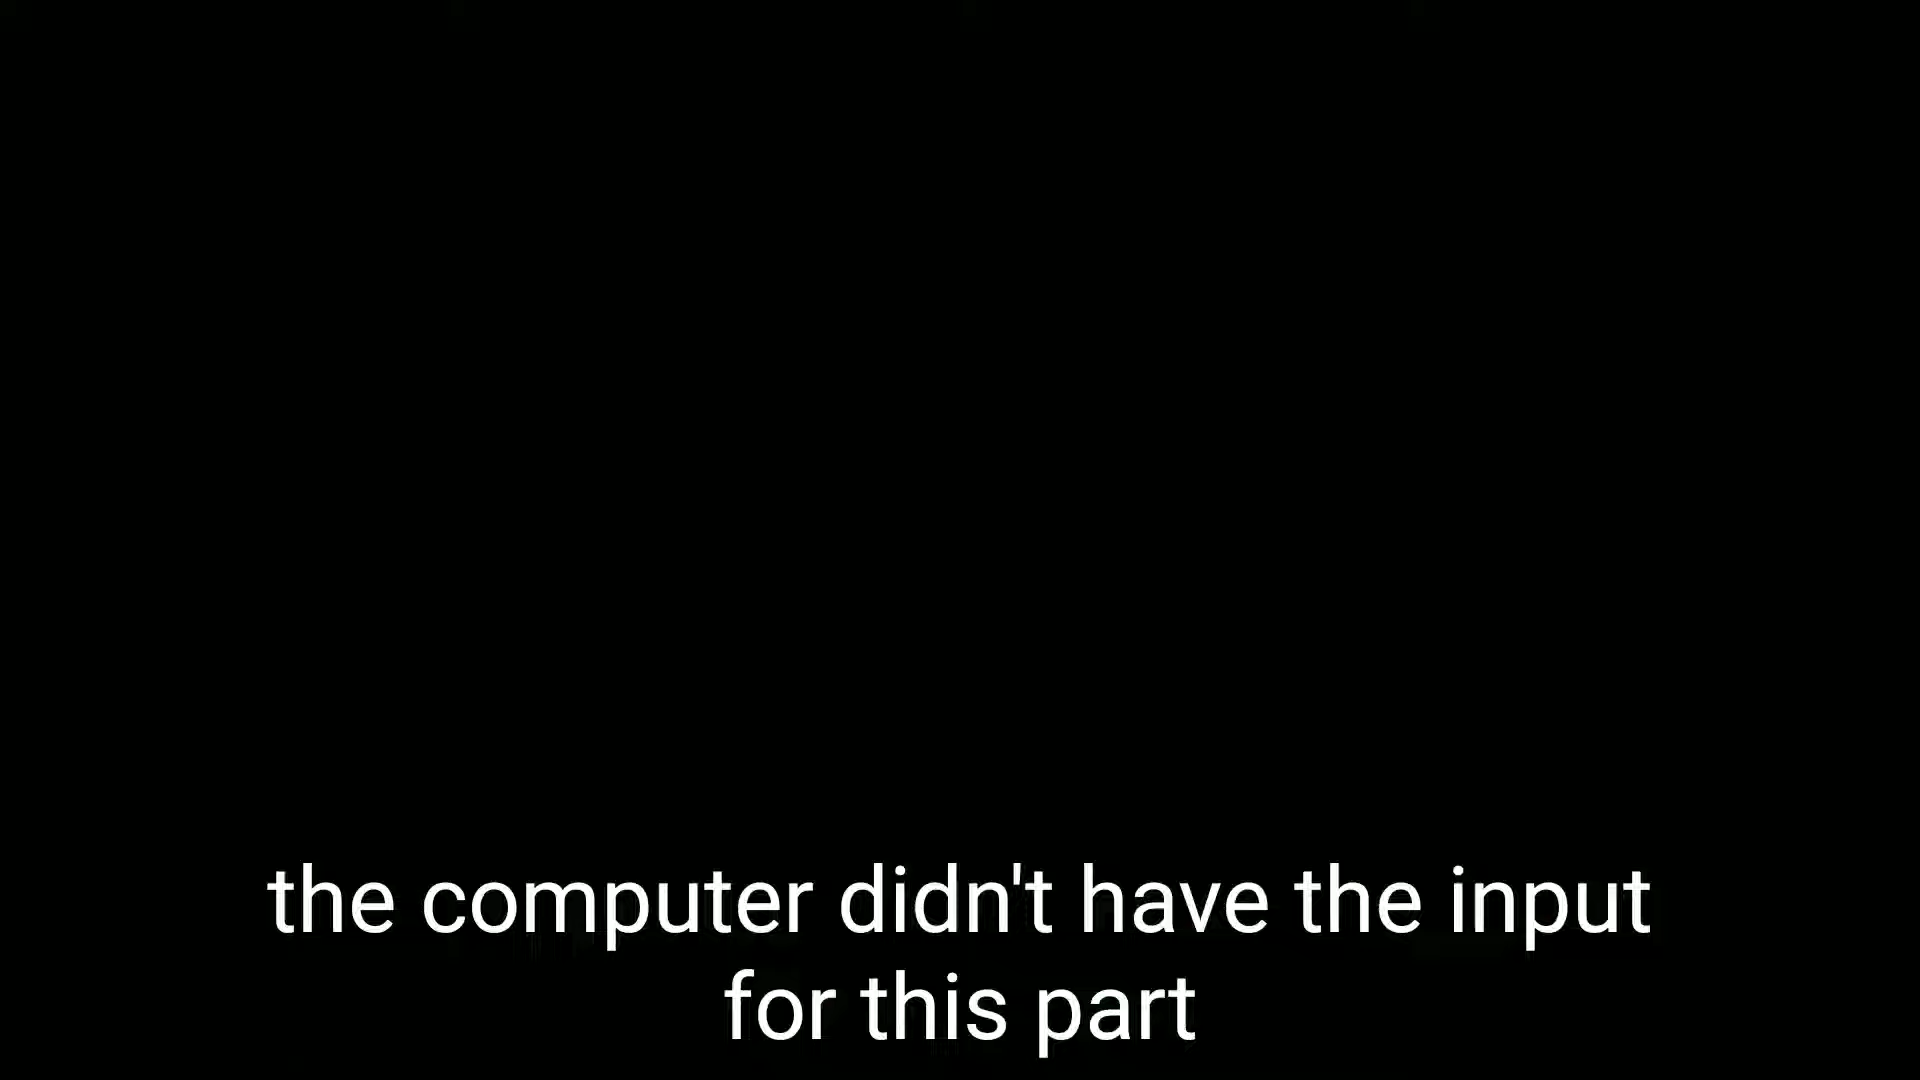 the computer didn't have the input
for this part